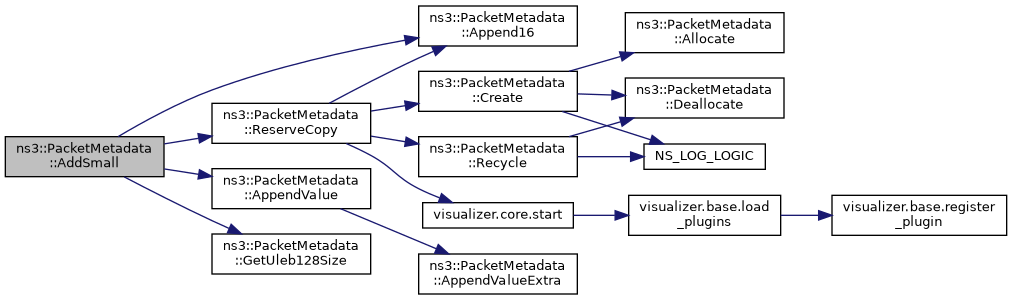 ns3::PacketMetadata
::AddSmall
ns3::PacketMetadata
::Append16
ns3::PacketMetadata
::ReserveCopy
ns3::PacketMetadata
::AppendValue
ns3::PacketMetadata
::GetUleb128Size
ns3::PacketMetadata
::Create
ns3::PacketMetadata
::Recycle
visualizer.core.start
ns3::PacketMetadata
::AppendValueExtra
ns3::PacketMetadata
::Allocate
ns3::PacketMetadata
::Deallocate
NS_LOG_LOGIC
visualizer.base.load
_plugins
visualizer.base.register
_plugin